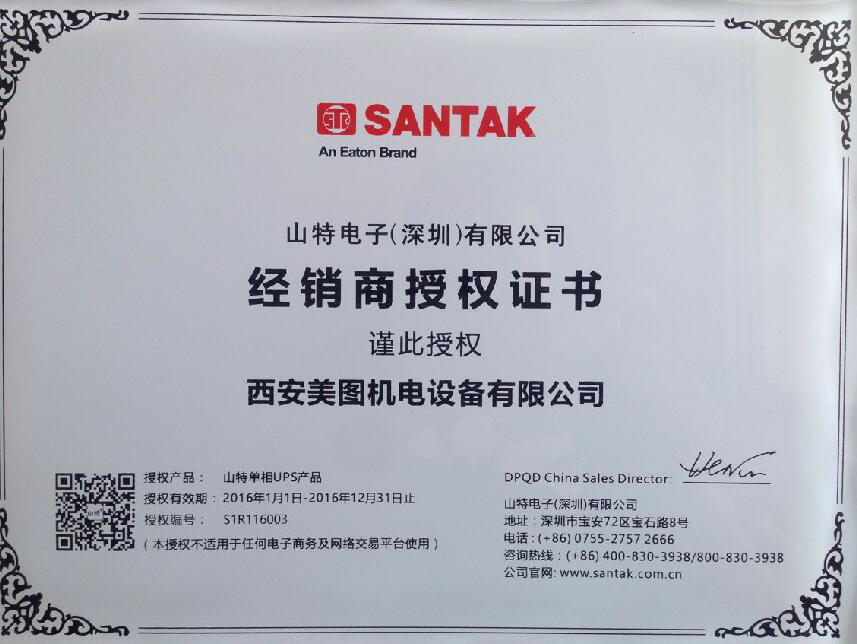 SANTAK
An Eaton Brand
山特电子(深圳)有限公司
经销商授权证书
谨此授权
西安美图机电设备有限公司
授权产品： 山特单相UPS产品
授权有效期：2016年1月1日-2016年12月31日止
授权编号： S1R116003
（本授权不适用于任何电子商务及网络交易平台使用）
DPQD China Sales Director:
山特电子(深圳)有限公司
地址：深圳市宝安72区宝石路8号
电话：(+86) 0755-2757 2666
咨询热线：(+86) 400-830-3938/800-830-3938
公司官网: www.santak.com.cn